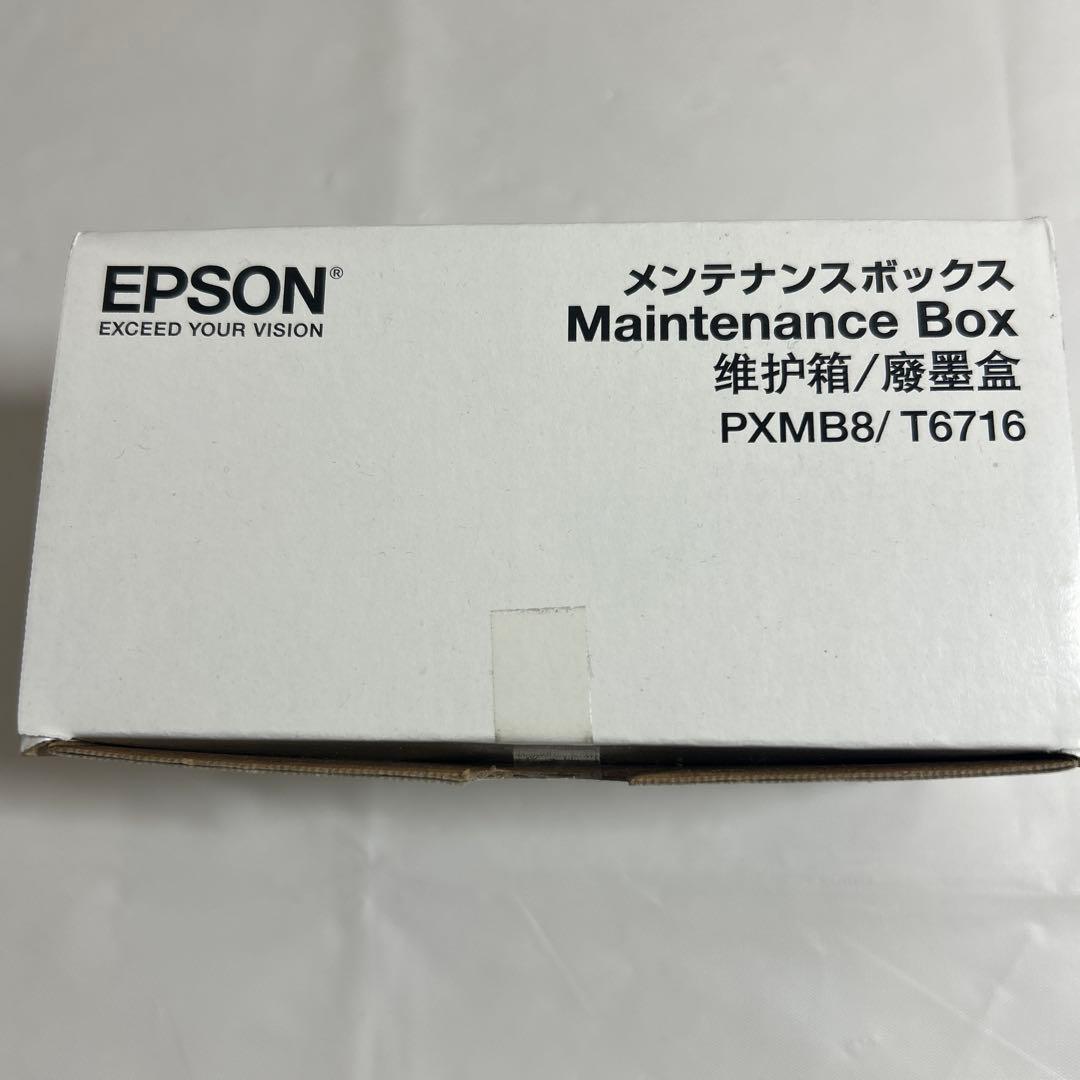 EPSON®
EXCEED YOUR VISION
メンテナンスボックス
Maintenance Box
维护箱/廢墨盒
PXMB8/ T6716